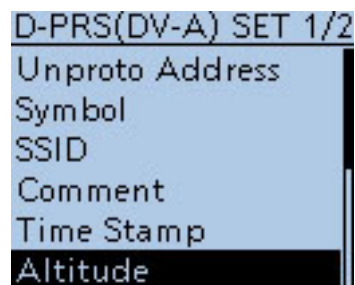 D-PRS(DV-A) SET 1/2
Unproto Address
Symbol
SSID
Comment
Time Stamp
Altitude